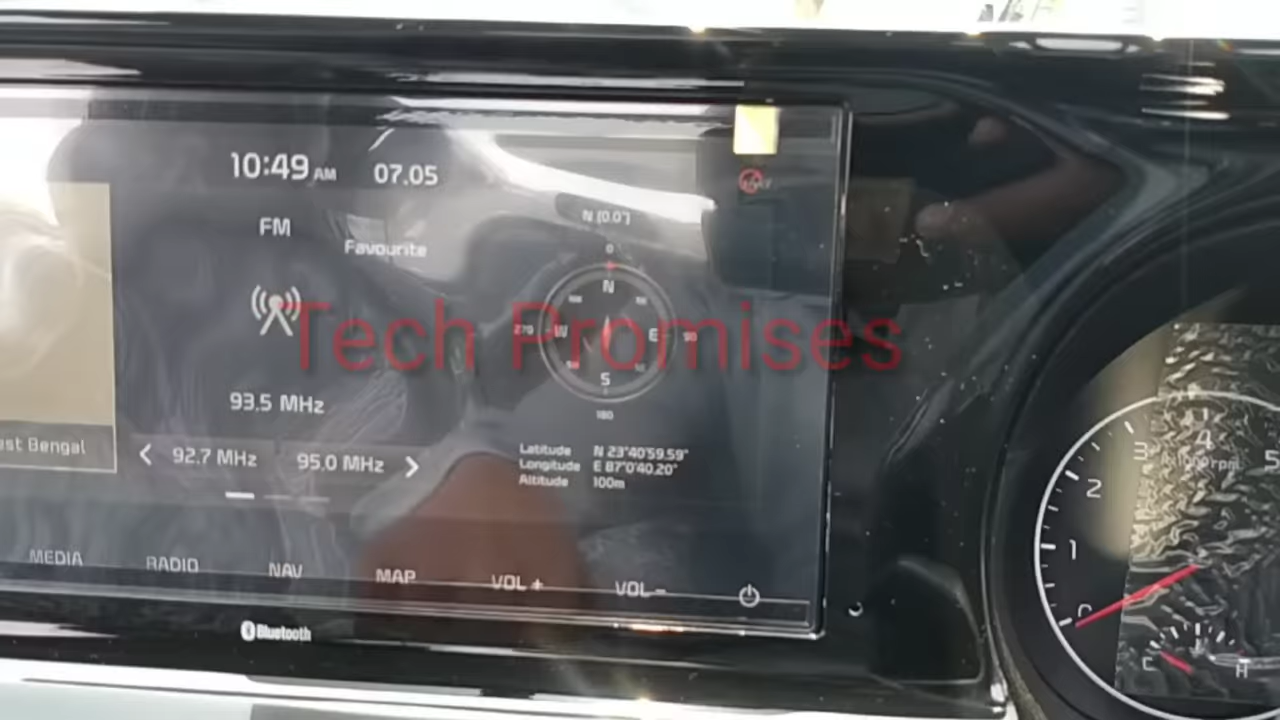 10:49 AM 07.05
FM
Favourite
N (0.0°)
0
N
270 W E 90
S
180
Tech Promises
93.5 MHz
est Bengal
92.7 MHz 95.0 MHz
Latitude N 23°40'59.59"
Longitude E 87°0'40.20"
Altitude 100m
MEDIA RADIO NAV MAP VOL + VOL -
Bluetooth
0 1 2 3 4 5
C H